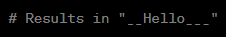 # Results in "__Hello___"